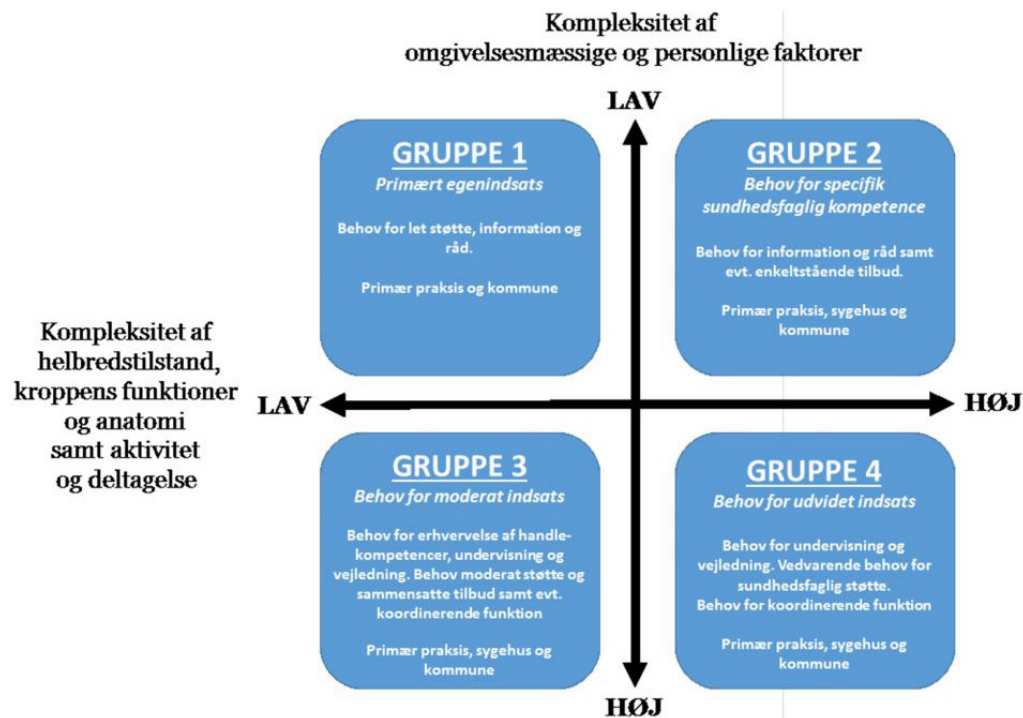 Kompleksitet af
omgivelsesmæssige og personlige faktorer
LAV
GRUPPE 1
Primært egenindsats
Behov for let støtte, information og
råd.
Primær praksis og kommune
GRUPPE 2
Behov for specifik
sundhedsfaglig kompetence
Behov for information og råd samt
evt. enkeltstående tilbud.
Primær praksis, sygehus og
kommune
Kompleksitet af
helbredstilstand,
kroppens funktioner
og anatomi
samt aktivitet
og deltagelse
LAV
HØJ
GRUPPE 3
Behov for moderat indsats
Behov for erhvervelse af handle-
kompetencer, undervisning og
vejledning. Behov moderat støtte og
sammensatte tilbud samt evt.
koordinerende funktion
Primær praksis, sygehus og
kommune
GRUPPE 4
Behov for udvidet indsats
Behov for undervisning og
vejledning. Vedvarende behov for
sundhedsfaglig støtte.
Behov for koordinerende funktion
Primær praksis, sygehus og
kommune
HØJ